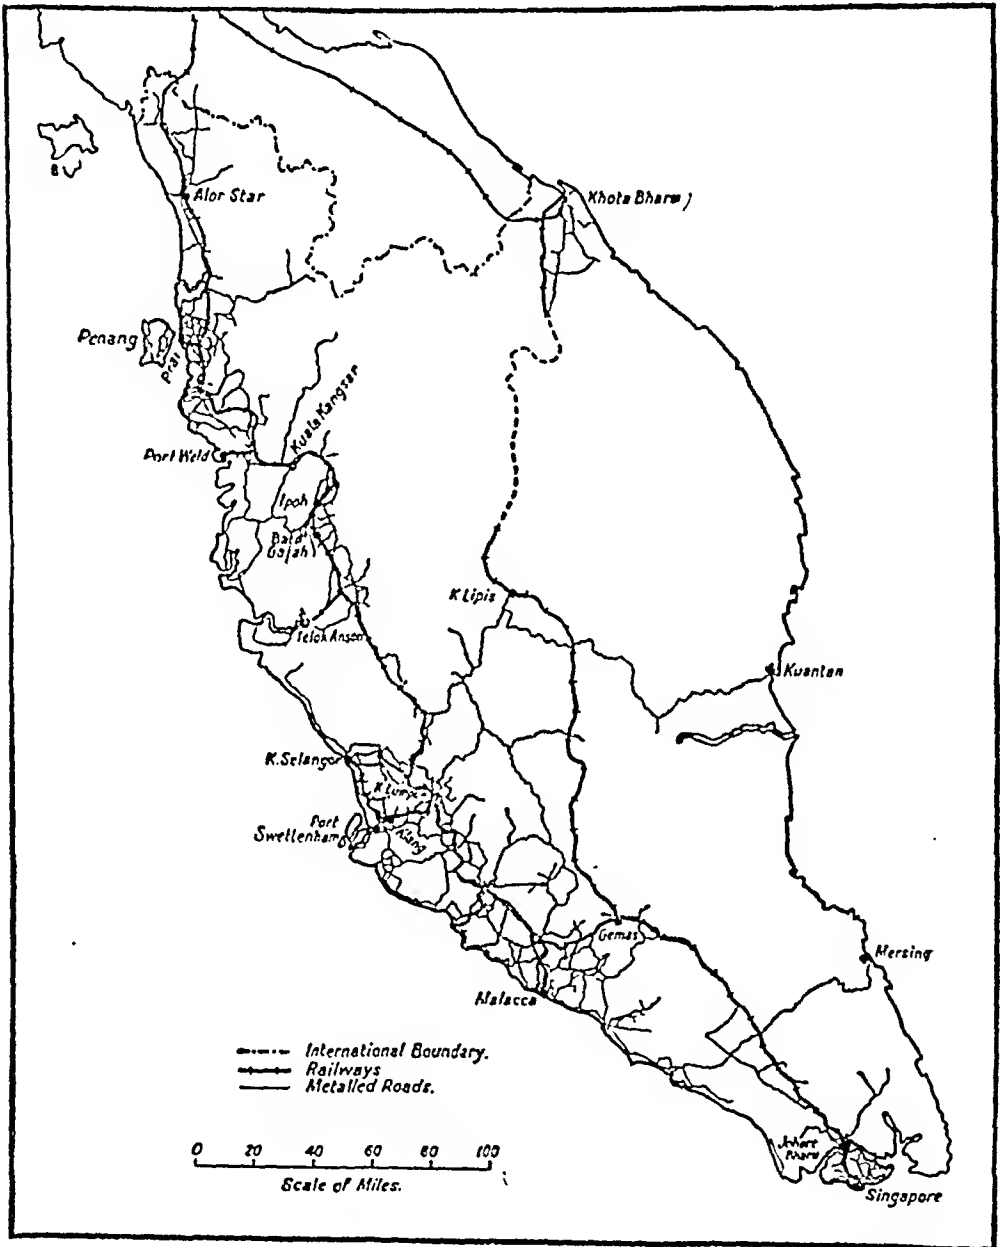 Alor Star
Khota Bharu
Penang
Prai
Kuala Kangsar
Port Weld
Ipoh
Batu
Gajah
K Lipis
Telok Anson
Kuantan
K. Selangor
K Lumpur
Port
Swettenham
Klang
Gemas
Mersing
Malacca
International Boundary.
Railways
Metalled Roads.
0 20 40 60 80 100
Scale of Miles.
Johore
Bharu
Singapore